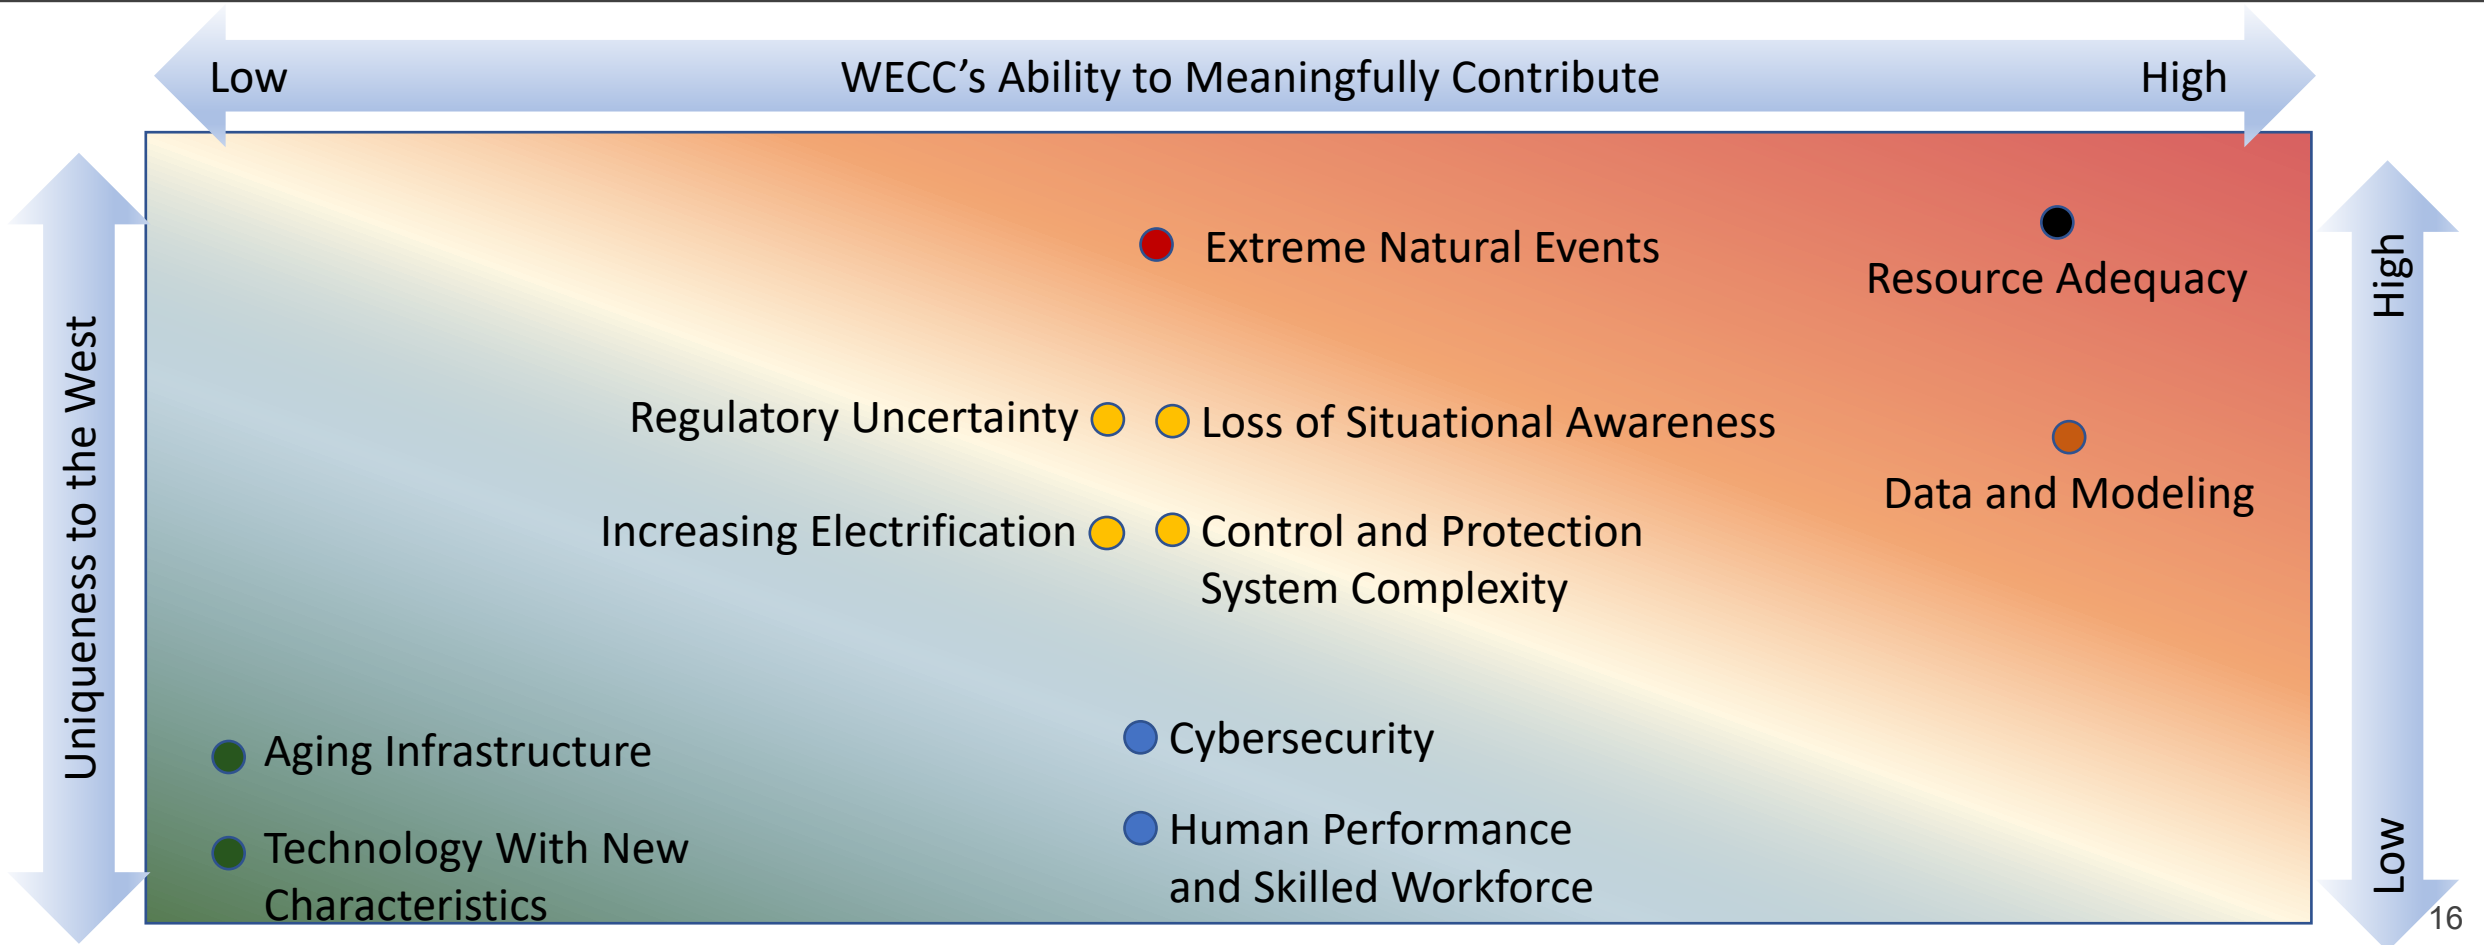 Low
WECC's Ability to Meaningfully Contribute
High
Uniqueness to the West
High
Extreme Natural Events
Resource Adequacy
Regulatory Uncertainty
Loss of Situational Awareness
Data and Modeling
Increasing Electrification
Control and Protection
System Complexity
Aging Infrastructure
Cybersecurity
Technology With New
Characteristics
Human Performance
and Skilled Workforce
Low
16